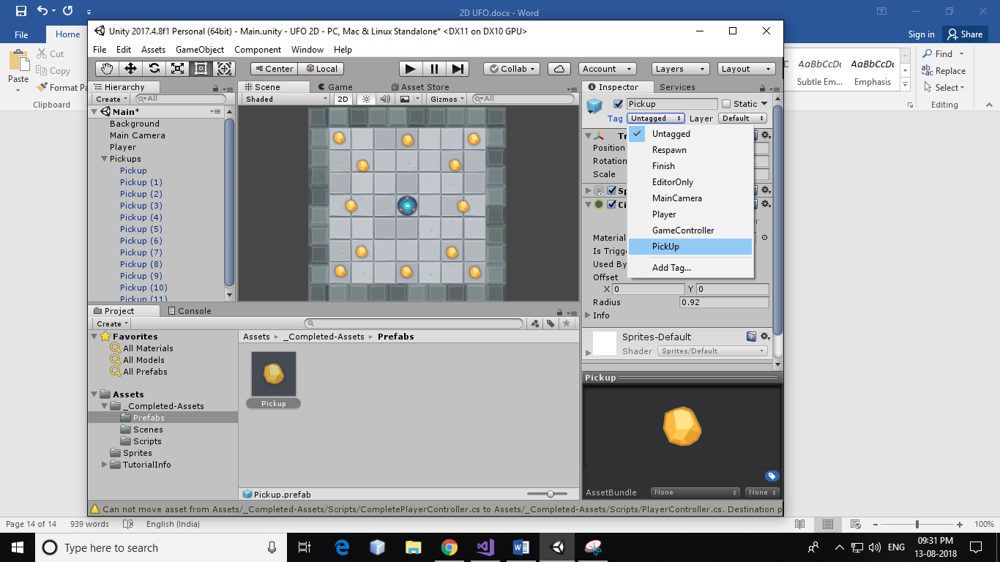 2D UFO.docx - Word
File
Home
Sign in
Share
Cut
Copy
Format Pa
Paste
Clipboard
AaBbCcDc
AaBbCcDc
Subtle Em...
Emphasis
Find
Replace
Select
Editing
Unity 2017.4.8f1 Personal (64bit) - Main.unity - UFO 2D - PC, Mac & Linux Standalone* <DX11 on DX10 GPU>
File Edit Assets GameObject Component Window Help
Center Local Collab Account Layers Layout
Hierarchy
Create All
Main*
Background
Main Camera
Player
Pickups
Pickup
Pickup (1)
Pickup (2)
Pickup (3)
Pickup (4)
Pickup (5)
Pickup (6)
Pickup (7)
Pickup (8)
Pickup (9)
Pickup (10)
Pickup (11)
Scene Game Asset Store
Shaded 2D Gizmos All
Inspector Services
Pickup Static
Tag Untagged Layer Default
Untagged
Respawn
Finish
EditorOnly
MainCamera
Player
GameController
PickUp
Add Tag...
Tr
Position
Rotation
Scale
Sp
Ci
Material
Is Trigge
Used By
Offset
X 0 Y 0
Radius 0.92
Info
Sprites-Default
Shader Sprites/Default
Pickup
AssetBundle None None
Project Console
Create
Favorites
All Materials
All Models
All Prefabs
Assets
_Completed-Assets
Prefabs
Scenes
Scripts
Sprites
TutorialInfo
Assets _Completed-Assets Prefabs
Pickup
Pickup.prefab
Can not move asset from Assets/_Completed-Assets/Scripts/CompletePlayerController.cs to Assets/_Completed-Assets/Scripts/PlayerController.cs. Destination p
Page 14 of 14 939 words English (India) 100%
Type here to search
ENG
09:31 PM
13-08-2018